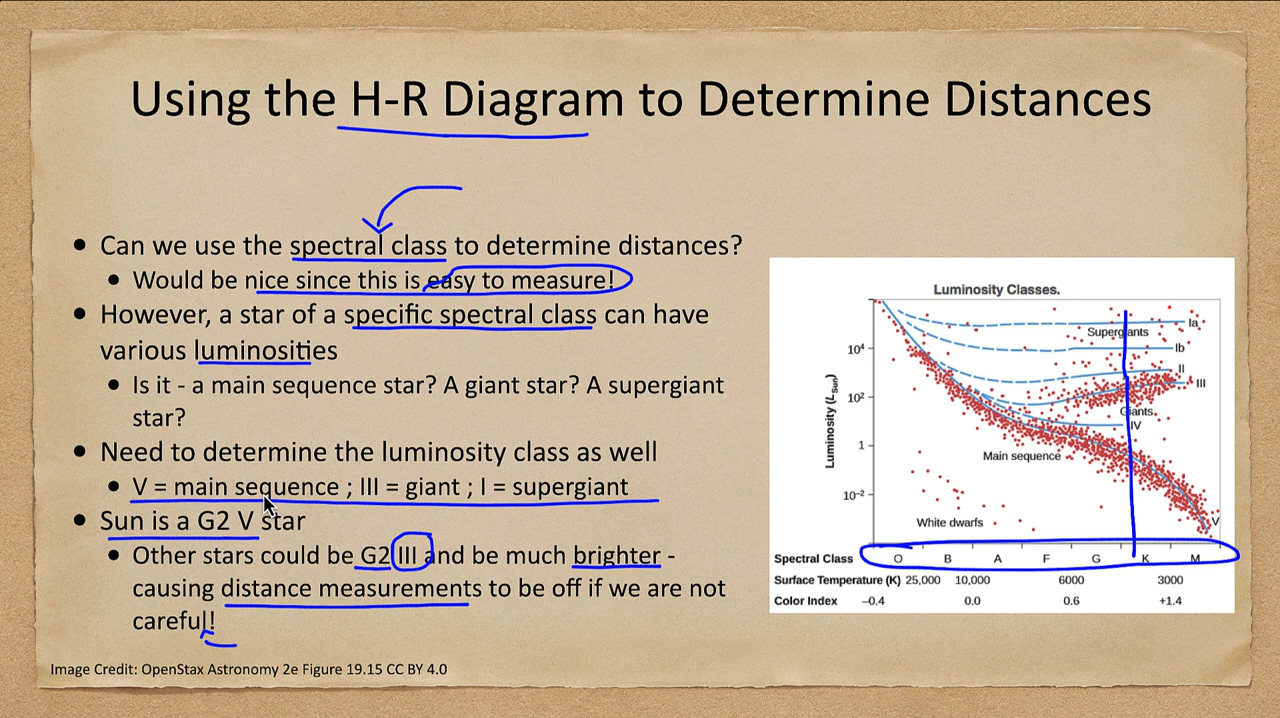 Using the H-R Diagram to Determine Distances
• Can we use the spectral class to determine distances?
• Would be nice since this is easy to measure!
• However, a star of a specific spectral class can have
various luminosities
• Is it - a main sequence star? A giant star? A supergiant
star?
• Need to determine the luminosity class as well
• V = main sequence ; III = giant ; I = supergiant
• Sun is a G2 V star
• Other stars could be G2 III and be much brighter -
causing distance measurements to be off if we are not
careful!
Image Credit: OpenStax Astronomy 2e Figure 19.15 CC BY 4.0
Luminosity Classes.
Luminosity (LSun)
10⁴
10²
1
10⁻²
Supergiants
Ia
Ib
II
III
Giants
IV
Main sequence
White dwarfs
V
Spectral Class O B A F G K M
Surface Temperature (K) 25,000 10,000 6000 3000
Color Index –0.4 0.0 0.6 +1.4